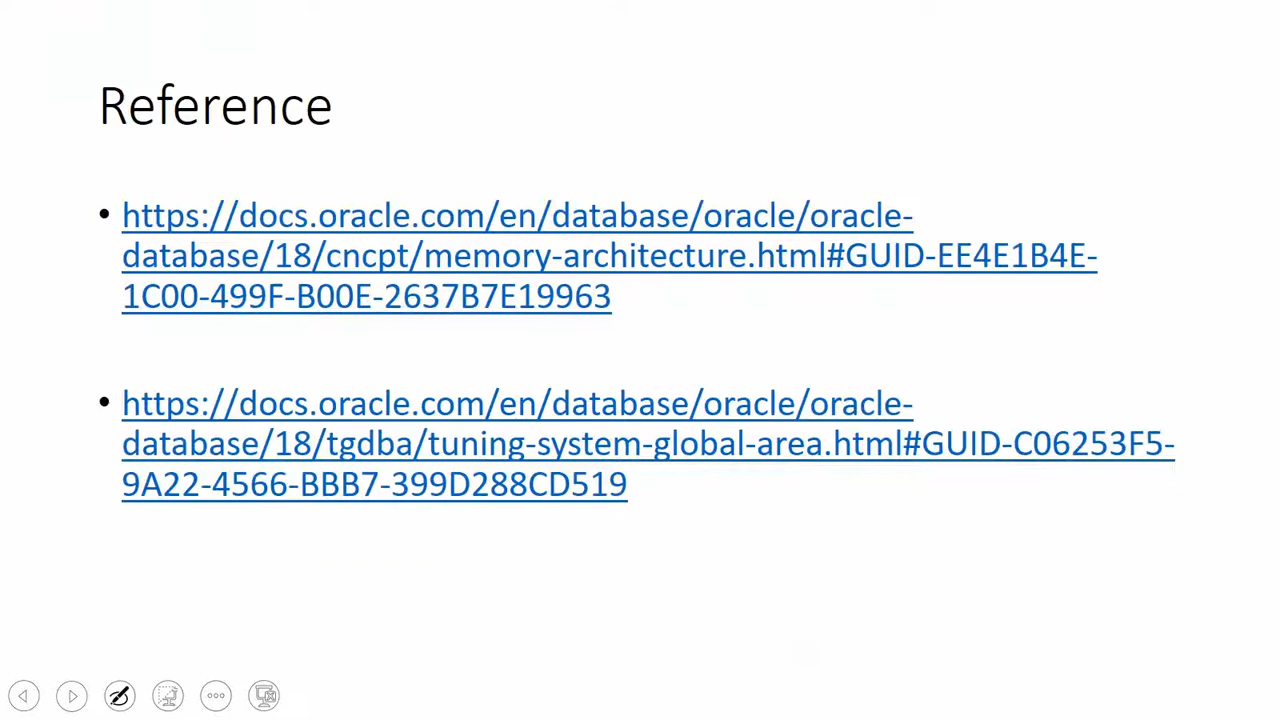 Reference
• https://docs.oracle.com/en/database/oracle/oracle-
database/18/cncpt/memory-architecture.html#GUID-EE4E1B4E-
1C00-499F-B00E-2637B7E19963
• https://docs.oracle.com/en/database/oracle/oracle-
database/18/tgdba/tuning-system-global-area.html#GUID-C06253F5-
9A22-4566-BBB7-399D288CD519